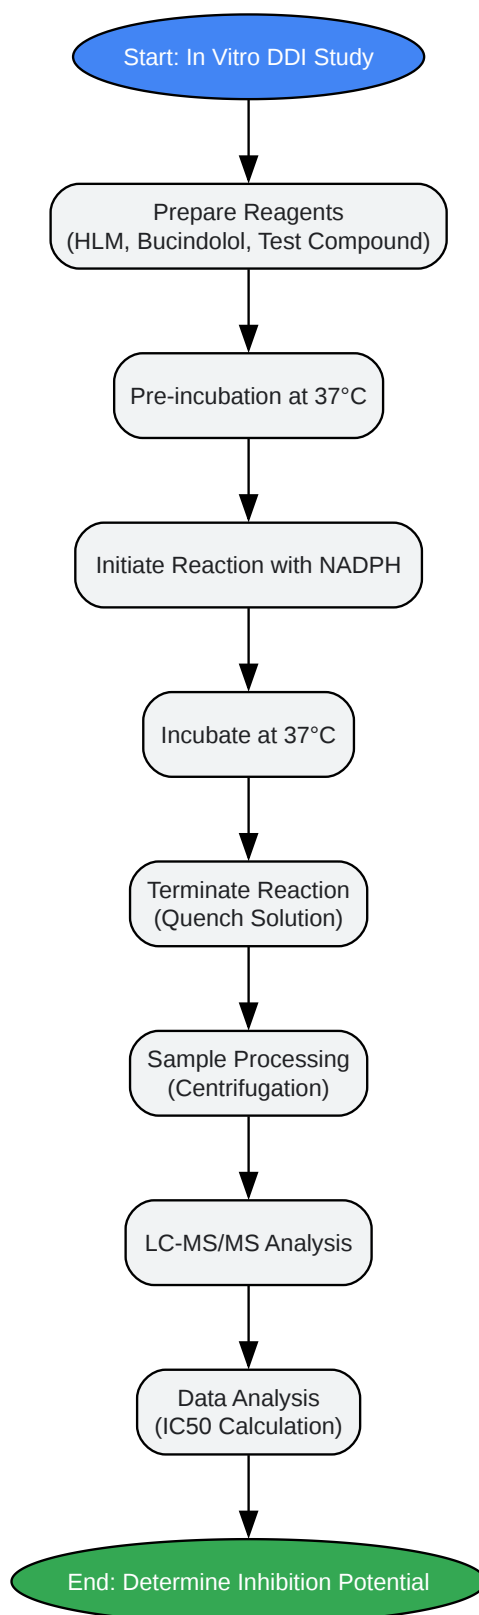 Start: In Vitro DDI Study
Prepare Reagents
(HLM, Bucindolol, Test Compound)
Pre-incubation at 37°C
Initiate Reaction with NADPH
Incubate at 37°C
Terminate Reaction
(Quench Solution)
Sample Processing
(Centrifugation)
LC-MS/MS Analysis
Data Analysis
(IC50 Calculation)
End: Determine Inhibition Potential